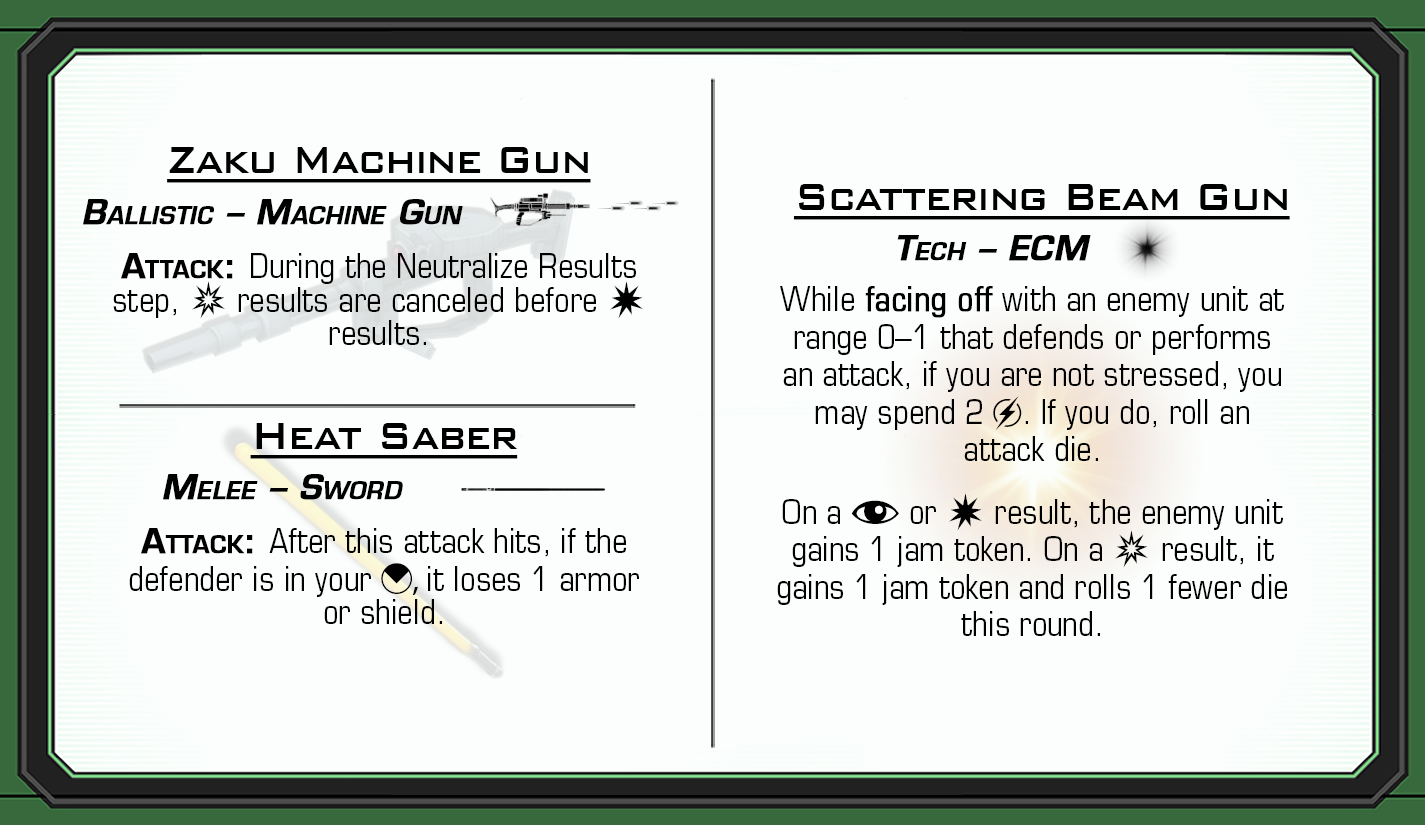 Zaku Machine Gun
Ballistic – Machine Gun
Attack: During the Neutralize Results
step, results are canceled before
results.
Heat Saber
Melee – Sword
Attack: After this attack hits, if the
defender is in your , it loses 1 armor
or shield.
Scattering Beam Gun
Tech – ECM
While facing off with an enemy unit at
range 0–1 that defends or performs
an attack, if you are not stressed, you
may spend 2 . If you do, roll an
attack die.
On a or result, the enemy unit
gains 1 jam token. On a result, it
gains 1 jam token and rolls 1 fewer die
this round.